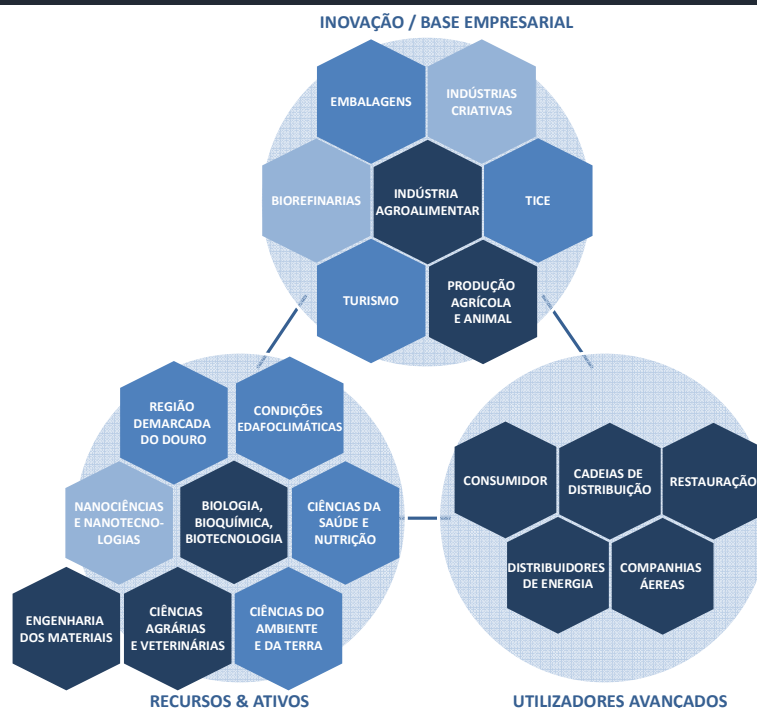 INOVAÇÃO / BASE EMPRESARIAL
EMBALAGENS
INDÚSTRIAS
CRIATIVAS
BIOREFINARIAS
INDÚSTRIA
AGROALIMENTAR
TICE
TURISMO
PRODUÇÃO
AGRÍCOLA
E ANIMAL
REGIÃO
DEMARCADA
DO DOURO
CONDIÇÕES
EDAFOCLIMÁTICAS
NANOCIÊNCIAS
E NANOTECNO-
LOGIAS
BIOLOGIA,
BIOQUÍMICA,
BIOTECNOLOGIA
CIÊNCIAS DA
SAÚDE E
NUTRIÇÃO
ENGENHARIA
DOS MATERIAIS
CIÊNCIAS
AGRÁRIAS
E VETERINÁRIAS
CIÊNCIAS DO
AMBIENTE
E DA TERRA
RECURSOS & ATIVOS
CONSUMIDOR
CADEIAS DE
DISTRIBUIÇÃO
RESTAURAÇÃO
DISTRIBUIDORES
DE ENERGIA
COMPANHIAS
ÁEREAS
UTILIZADORES AVANÇADOS